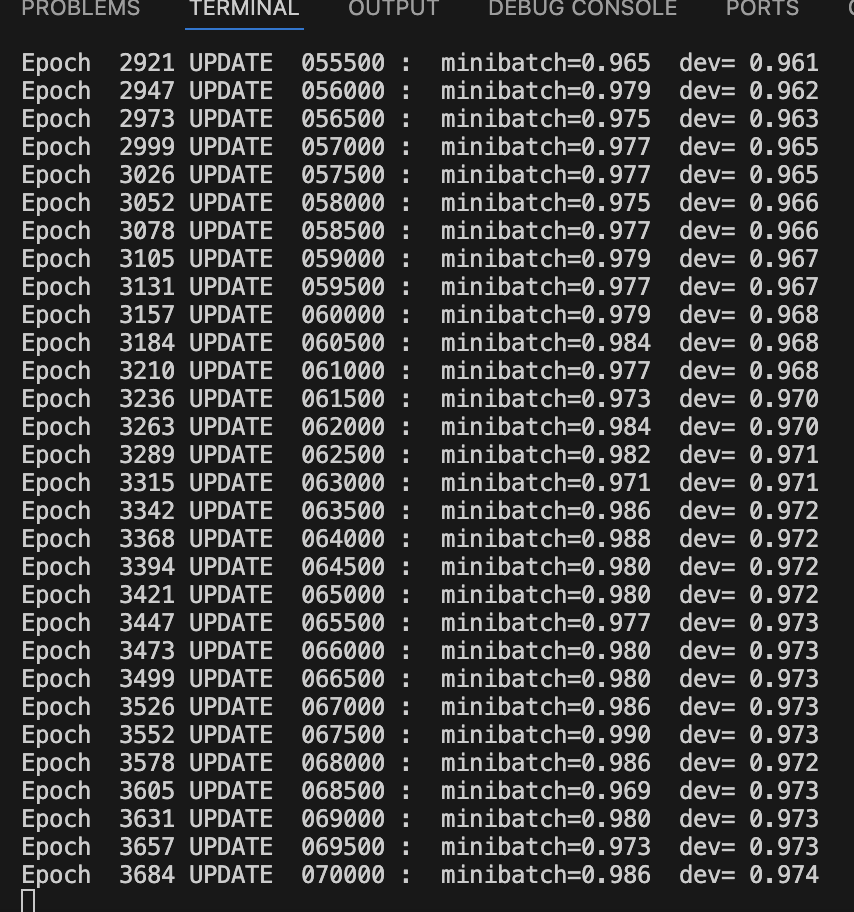 PROBLEMS TERMINAL OUTPUT DEBUG CONSOLE PORTS
Epoch  2921 UPDATE  055500 :  minibatch=0.965  dev= 0.961
Epoch  2947 UPDATE  056000 :  minibatch=0.979  dev= 0.962
Epoch  2973 UPDATE  056500 :  minibatch=0.975  dev= 0.963
Epoch  2999 UPDATE  057000 :  minibatch=0.977  dev= 0.965
Epoch  3026 UPDATE  057500 :  minibatch=0.977  dev= 0.965
Epoch  3052 UPDATE  058000 :  minibatch=0.975  dev= 0.966
Epoch  3078 UPDATE  058500 :  minibatch=0.977  dev= 0.966
Epoch  3105 UPDATE  059000 :  minibatch=0.979  dev= 0.967
Epoch  3131 UPDATE  059500 :  minibatch=0.977  dev= 0.967
Epoch  3157 UPDATE  060000 :  minibatch=0.979  dev= 0.968
Epoch  3184 UPDATE  060500 :  minibatch=0.984  dev= 0.968
Epoch  3210 UPDATE  061000 :  minibatch=0.977  dev= 0.968
Epoch  3236 UPDATE  061500 :  minibatch=0.973  dev= 0.970
Epoch  3263 UPDATE  062000 :  minibatch=0.984  dev= 0.970
Epoch  3289 UPDATE  062500 :  minibatch=0.982  dev= 0.971
Epoch  3315 UPDATE  063000 :  minibatch=0.971  dev= 0.971
Epoch  3342 UPDATE  063500 :  minibatch=0.986  dev= 0.972
Epoch  3368 UPDATE  064000 :  minibatch=0.988  dev= 0.972
Epoch  3394 UPDATE  064500 :  minibatch=0.980  dev= 0.972
Epoch  3421 UPDATE  065000 :  minibatch=0.980  dev= 0.972
Epoch  3447 UPDATE  065500 :  minibatch=0.977  dev= 0.973
Epoch  3473 UPDATE  066000 :  minibatch=0.980  dev= 0.973
Epoch  3499 UPDATE  066500 :  minibatch=0.980  dev= 0.973
Epoch  3526 UPDATE  067000 :  minibatch=0.986  dev= 0.973
Epoch  3552 UPDATE  067500 :  minibatch=0.990  dev= 0.973
Epoch  3578 UPDATE  068000 :  minibatch=0.986  dev= 0.972
Epoch  3605 UPDATE  068500 :  minibatch=0.969  dev= 0.973
Epoch  3631 UPDATE  069000 :  minibatch=0.980  dev= 0.973
Epoch  3657 UPDATE  069500 :  minibatch=0.973  dev= 0.973
Epoch  3684 UPDATE  070000 :  minibatch=0.986  dev= 0.974